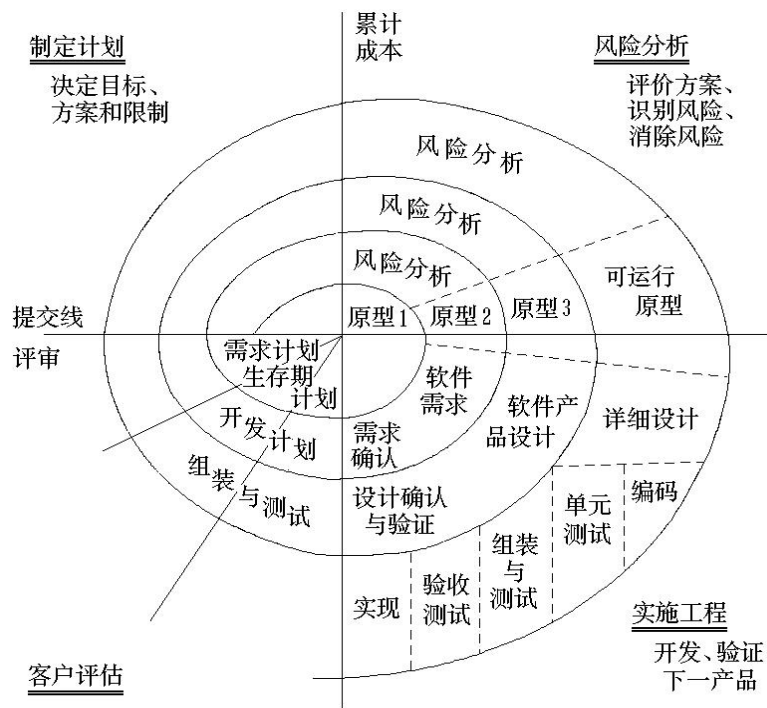 制定计划
决定目标、
方案和限制
累计
成本
风险分析
评价方案、
识别风险、
消除风险
风险分析
风险分析
风险分析
可运行
原型
原型1
原型2
原型3
提交线
评审
需求计划
生存期
计划
软件
需求
软件产
品设计
详细设计
开发计划
需求
确认
组装与测试
设计确认
与验证
单元
测试
编码
组装
与
测试
实现
验收
测试
实施工程
开发、验证
下一产品
客户评估